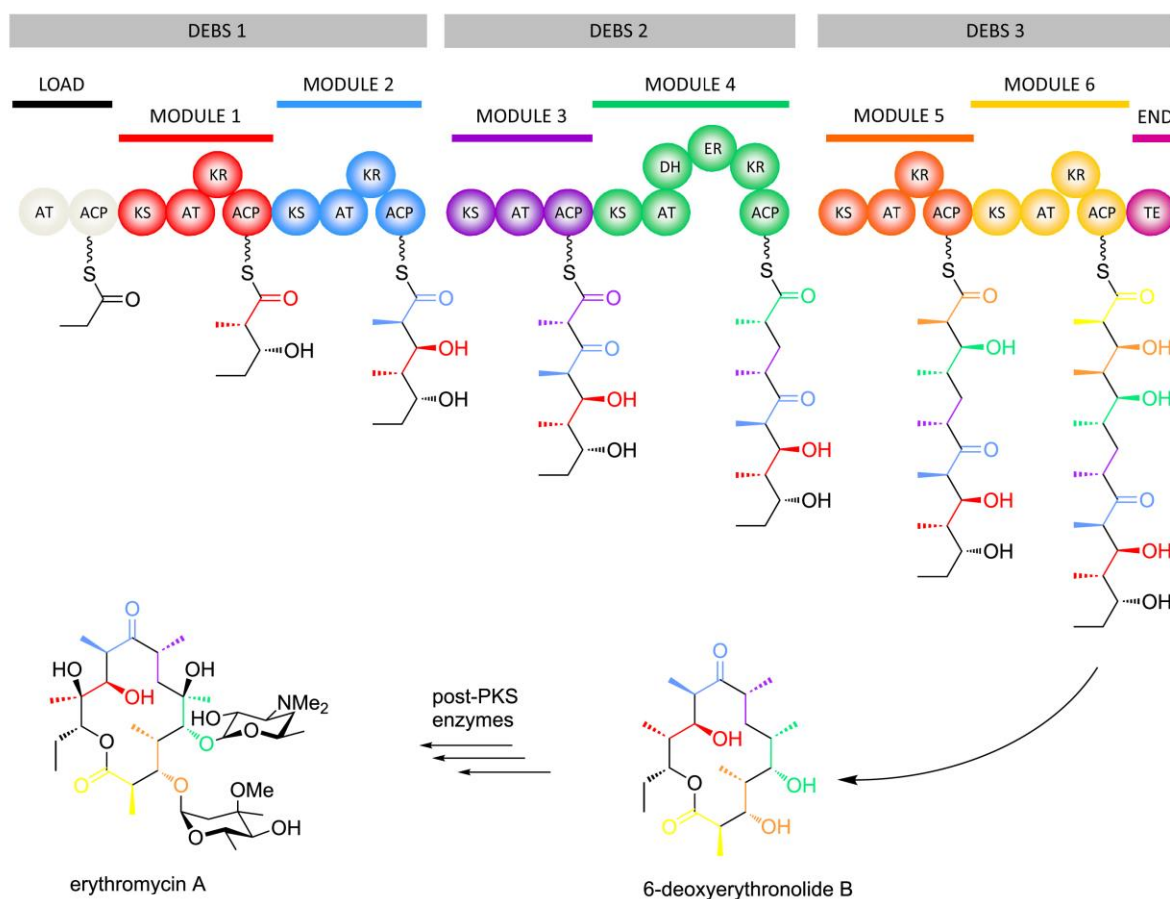 DEBS 1 DEBS 2 DEBS 3
LOAD MODULE 2 MODULE 4 MODULE 6
MODULE 1 MODULE 3 MODULE 5 END
ER
KR KR DH KR KR KR
AT ACP KS AT ACP KS AT ACP KS AT ACP KS AT ACP KS AT ACP KS AT ACP TE
S S S S S S S
O O O O O O O
OH OH O OH OH
OH OH O OH
OH OH O OH
OH OH O
OH OH
OH
O
HO OH
OH
HO NMe2
O
O
O
O
O
OMe
O
OH
erythromycin A
post-PKS
enzymes
O
OH
O
OH
O
OH
6-deoxyerythronolide B